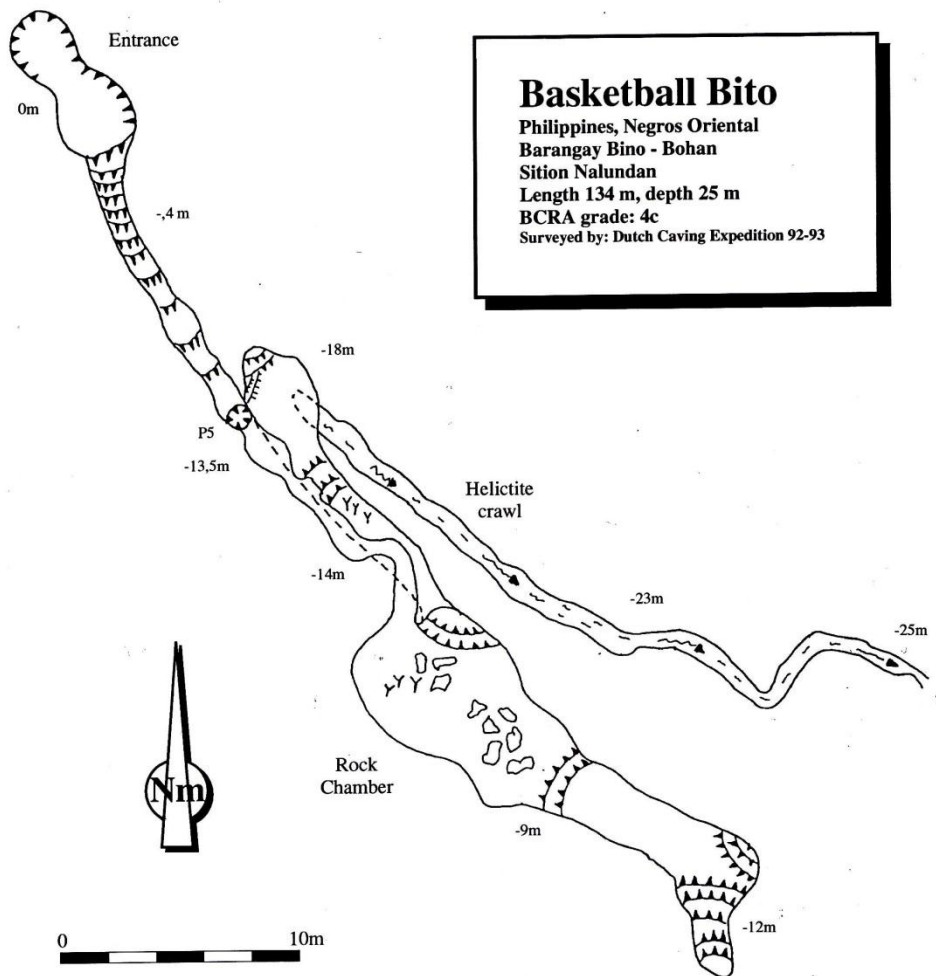 Entrance
0m
Basketball Bito
Philippines, Negros Oriental
Barangay Bino - Bohan
Sition Nalundan
Length 134 m, depth 25 m
BCRA grade: 4c
Surveyed by: Dutch Caving Expedition 92-93
-,4 m
-18m
P5
-13,5m
Helictite
crawl
-14m
-23m
-25m
Rock
Chamber
Nm
-9m
-12m
0 10m